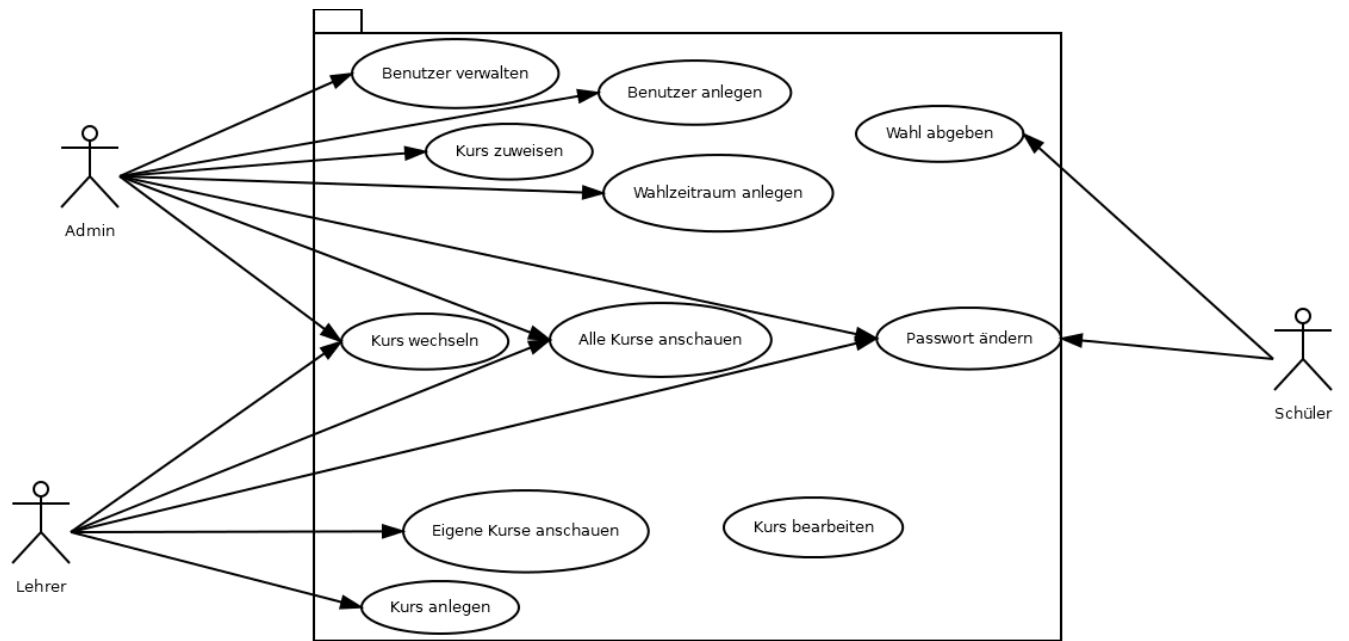 Benutzer verwalten
Benutzer anlegen
Wahl abgeben
Kurs zuweisen
Wahlzeitraum anlegen
Admin
Kurs wechseln
Alle Kurse anschauen
Passwort ändern
Schüler
Eigene Kurse anschauen
Kurs bearbeiten
Lehrer
Kurs anlegen